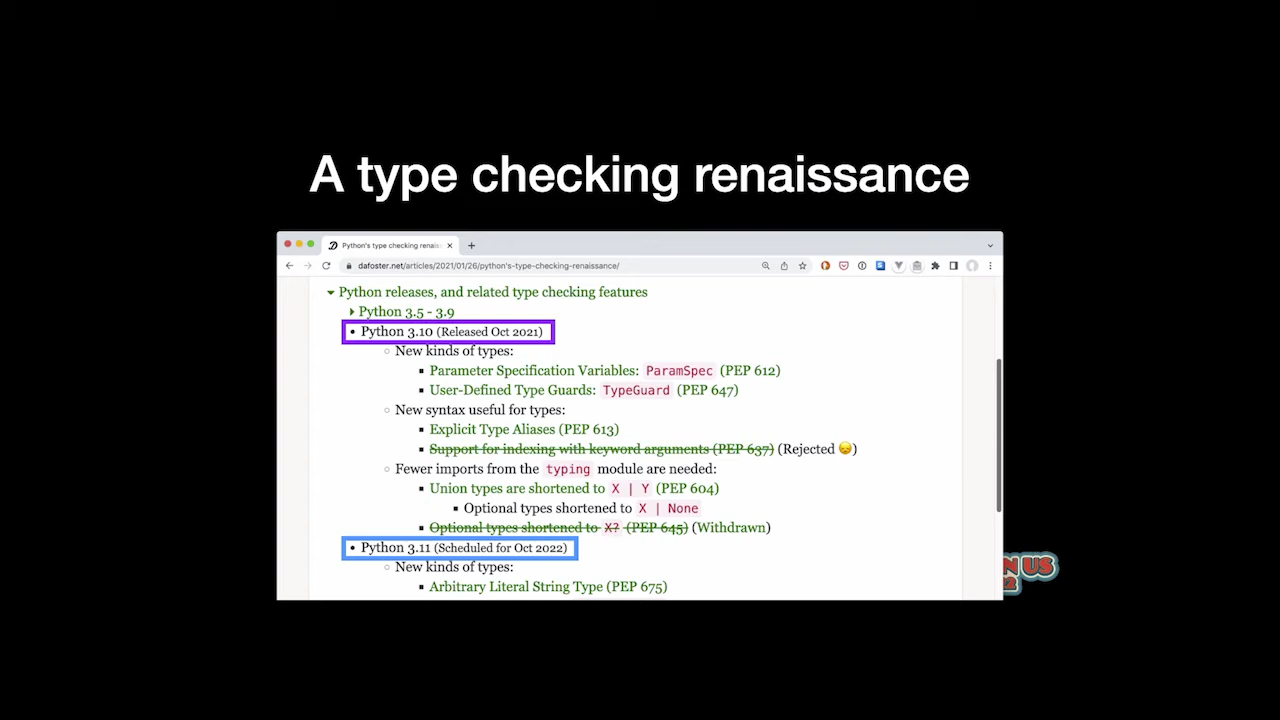 A type checking renaissance
Python's type checking renais
dafoster.net/articles/2021/01/26/python's-type-checking-renaissance/
Python releases, and related type checking features
Python 3.5 - 3.9
Python 3.10 (Released Oct 2021)
New kinds of types:
Parameter Specification Variables: ParamSpec (PEP 612)
User-Defined Type Guards: TypeGuard (PEP 647)
New syntax useful for types:
Explicit Type Aliases (PEP 613)
Support for indexing with keyword arguments (PEP 637) (Rejected 😞)
Fewer imports from the typing module are needed:
Union types are shortened to X | Y (PEP 604)
Optional types shortened to X | None
Optional types shortened to X? (PEP 645) (Withdrawn)
Python 3.11 (Scheduled for Oct 2022)
New kinds of types:
Arbitrary Literal String Type (PEP 675)
N US